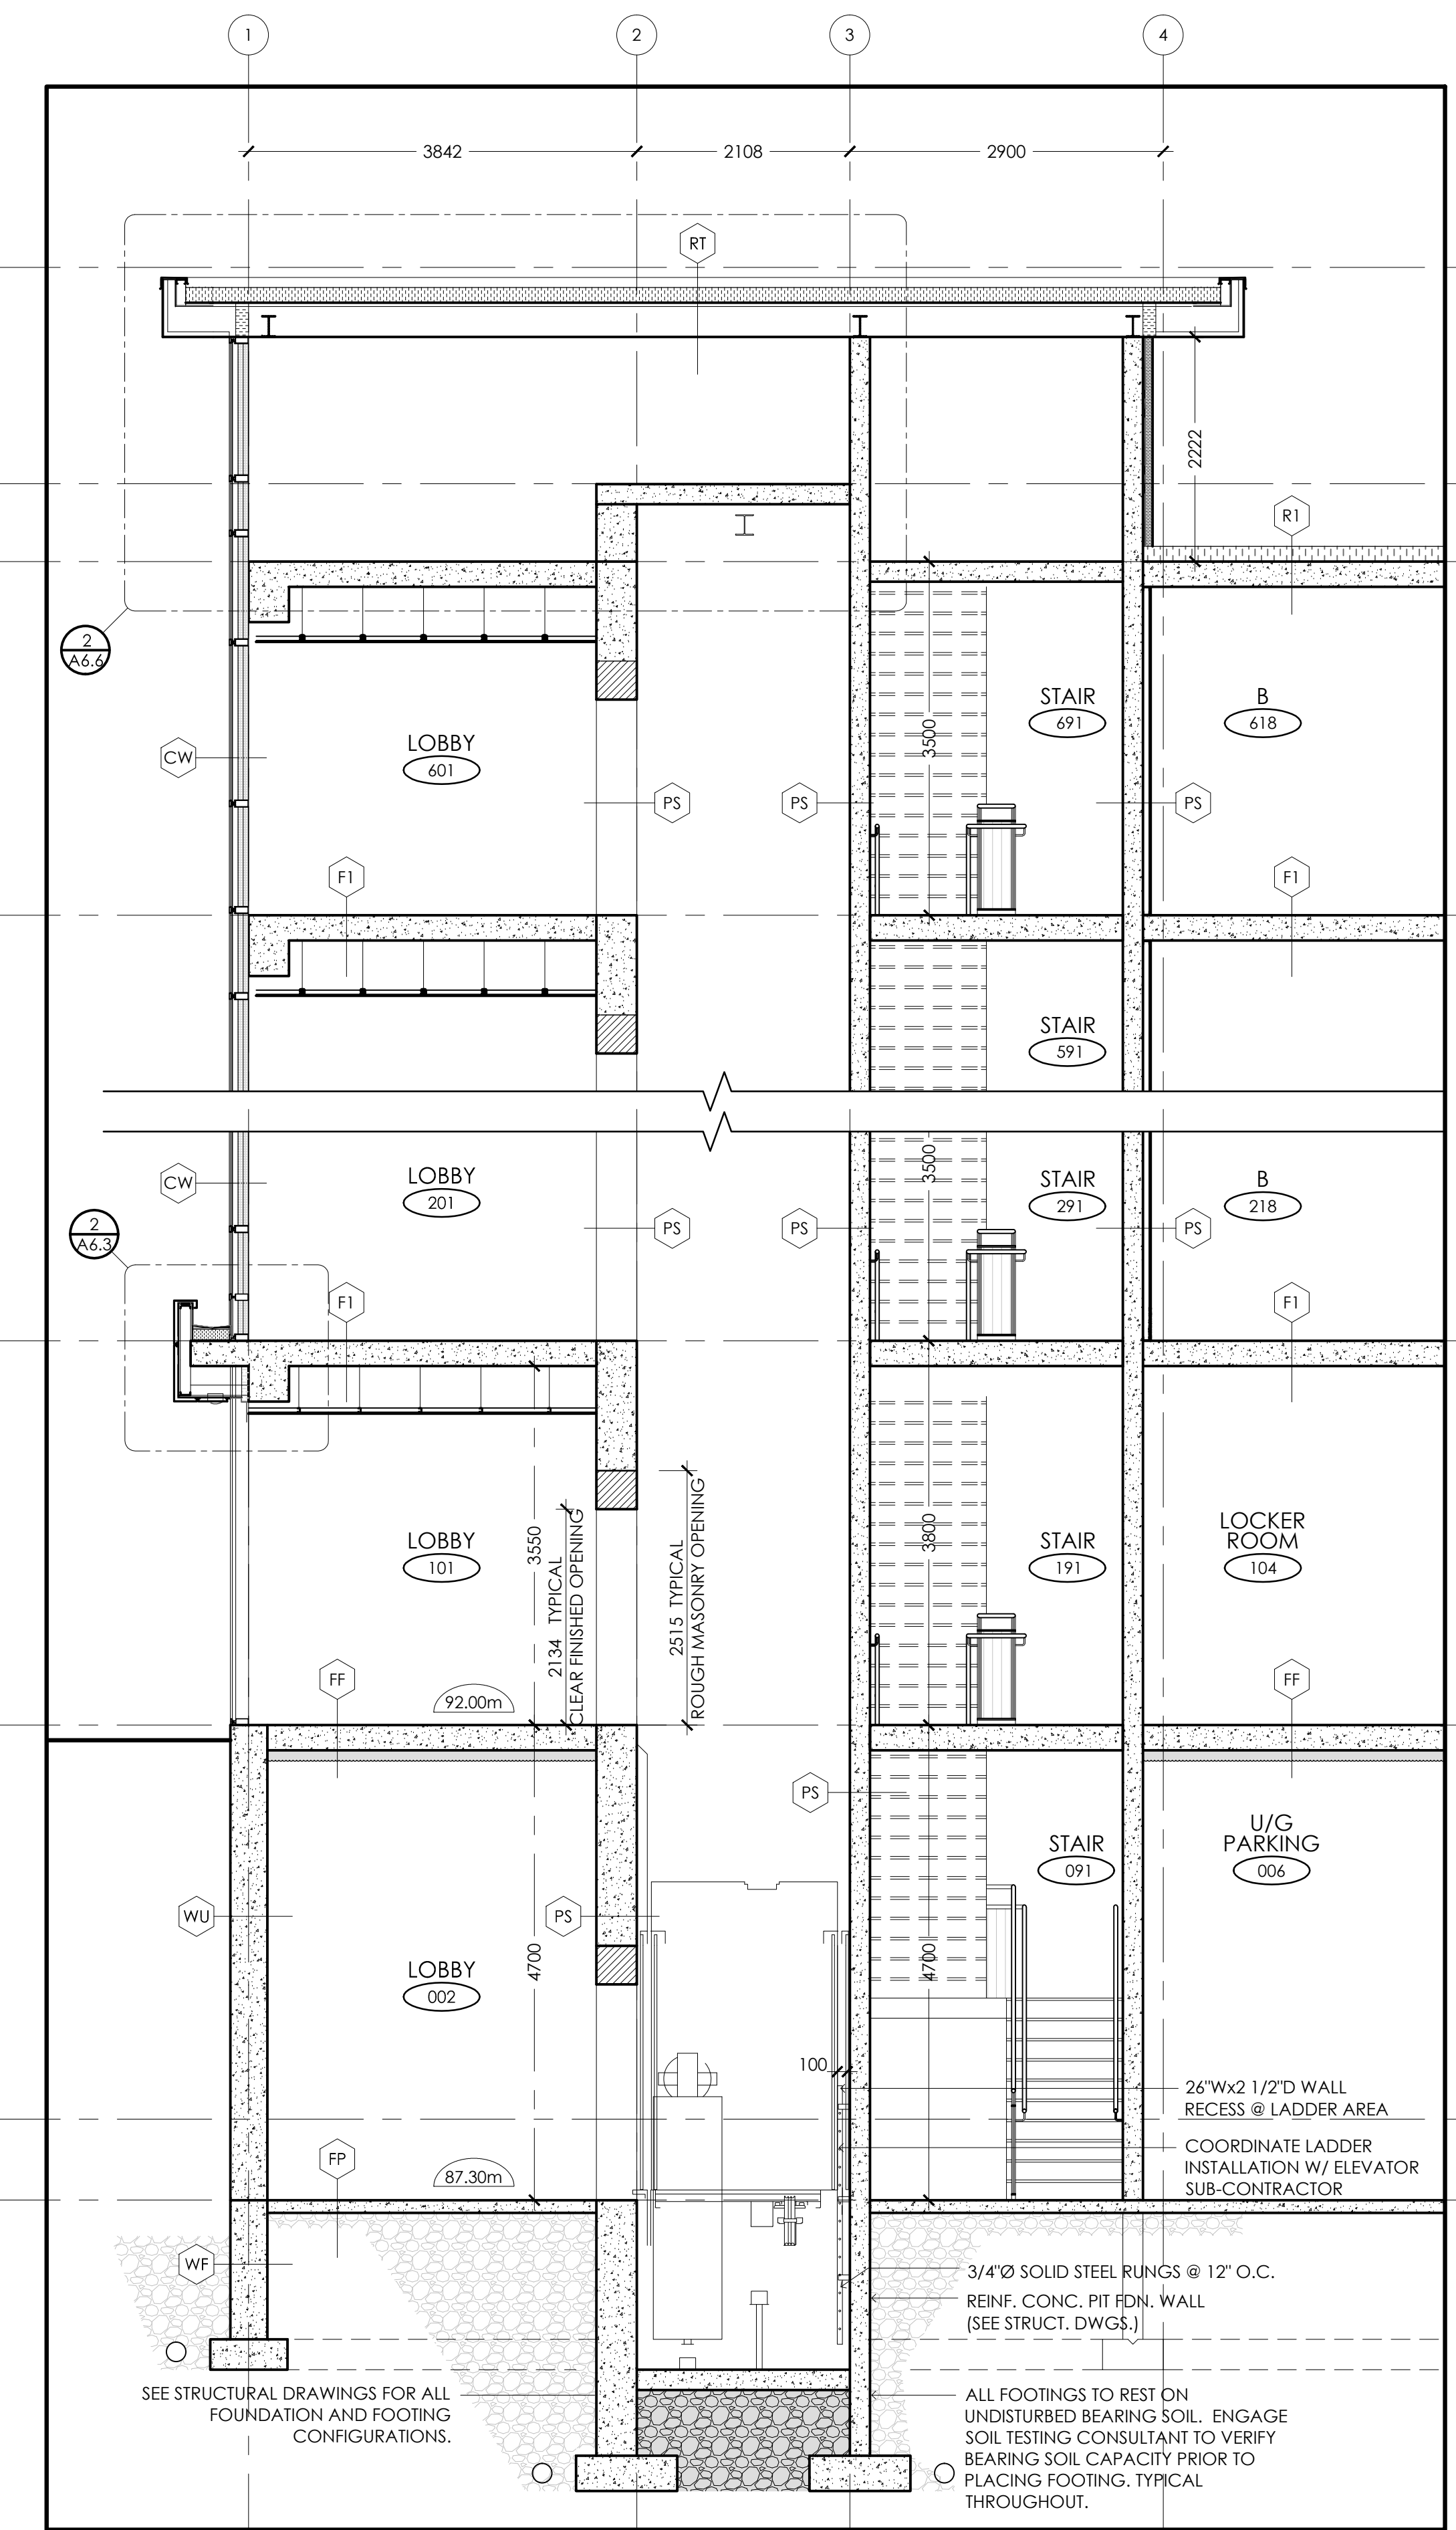 1
2
3
4
3842
2108
2900
RT
2222
R1
2
A6.6
STAIR
691
B
618
LOBBY
601
3500
CW
PS
PS
PS
F1
F1
STAIR
591
3500
LOBBY
201
STAIR
291
B
218
CW
2
A6.3
PS
PS
PS
F1
F1
LOBBY
101
3550
2134 TYPICAL
CLEAR FINISHED OPENING
2515 TYPICAL
ROUGH MASONRY OPENING
3800
STAIR
191
LOCKER
ROOM
104
FF
92.00m
FF
PS
STAIR
091
U/G
PARKING
006
WU
PS
LOBBY
002
4700
4700
100
26"Wx2 1/2"D WALL
RECESS @ LADDER AREA
COORDINATE LADDER
INSTALLATION W/ ELEVATOR
SUB-CONTRACTOR
FP
87.30m
WF
3/4"Ø SOLID STEEL RUNGS @ 12" O.C.
REINF. CONC. PIT FDN. WALL
(SEE STRUCT. DWGS.)
SEE STRUCTURAL DRAWINGS FOR ALL
FOUNDATION AND FOOTING
CONFIGURATIONS.
ALL FOOTINGS TO REST ON
UNDISTURBED BEARING SOIL. ENGAGE
SOIL TESTING CONSULTANT TO VERIFY
BEARING SOIL CAPACITY PRIOR TO
PLACING FOOTING. TYPICAL
THROUGHOUT.